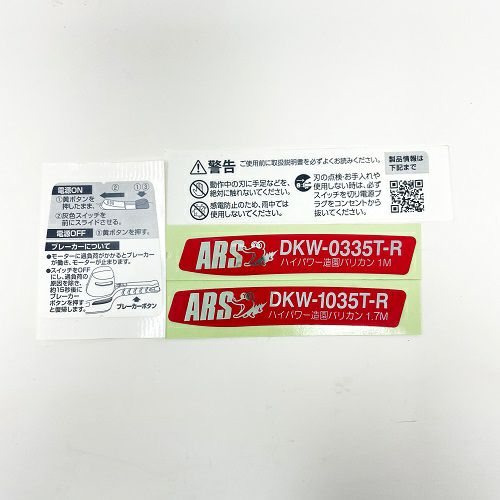 電源ON
② ①③
①黄ボタンを
押したまま、
②灰色スイッチを
前にスライドさせる。
電源OFF ③黄ボタンを押す。
ブレーカーについて
●モーターに過負荷がかかるとブレーカー
が働き、モーターが止まります。
●スイッチをOFF
にし、過負荷の
原因を除き、
約15秒後に
ブレーカー
ボタンを押す
と復帰します。
ブレーカーボタン
警告 ご使用前に取扱説明書を必ずよくお読みください。
動作中の刃に手足などを、
絶対に触れないでください。
感電防止のため、雨中では
使用しないでください。
刃の点検・お手入れや
使用しない時は、必ず
スイッチを切り電源プ
ラグをコンセントから
抜いてください。
製品情報は
下記まで
ARS DKW-0335T-R
ハイパワー造園バリカン 1M
ARS DKW-1035T-R
ハイパワー造園バリカン 1.7M